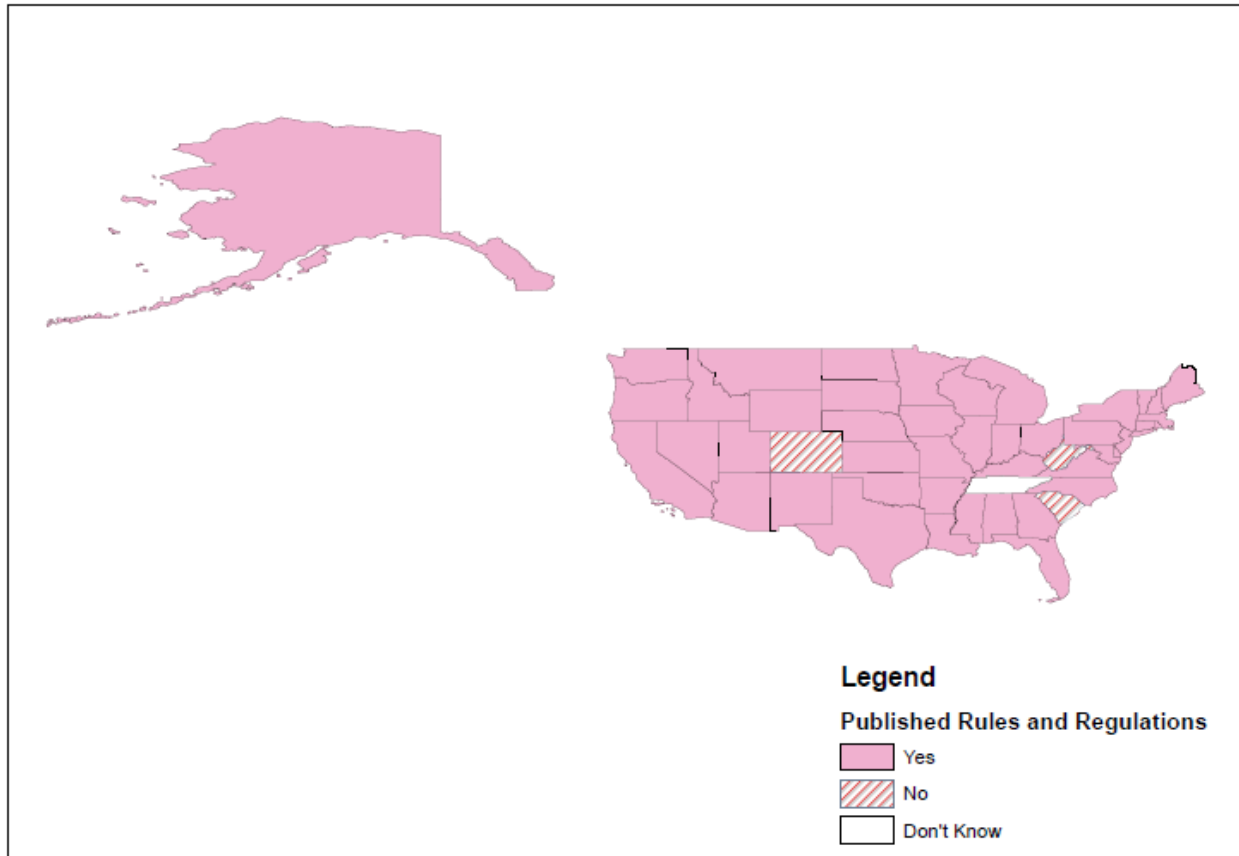 Legend
Published Rules and Regulations
Yes
No
Don't Know